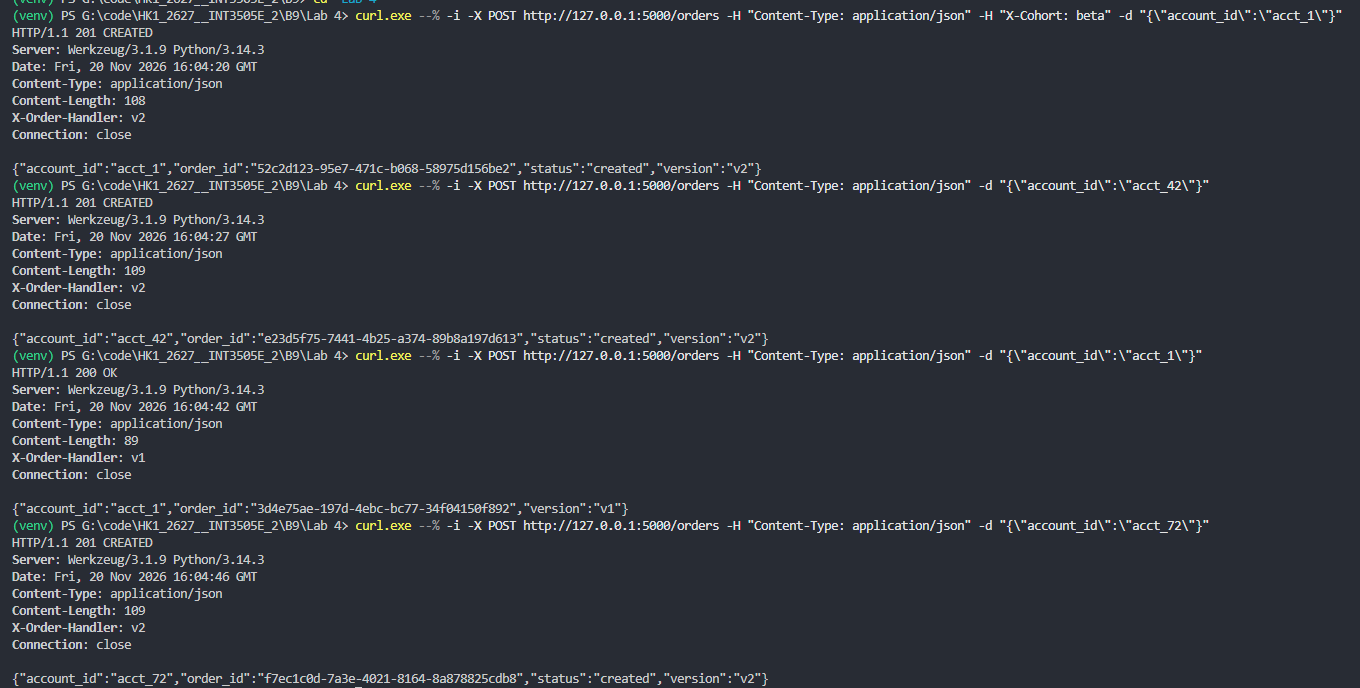 (venv) PS G:\code\HK1_2627__INT3505E_2\B9> cd "Lab 4"
(venv) PS G:\code\HK1_2627__INT3505E_2\B9\Lab 4> curl.exe --% -i -X POST http://127.0.0.1:5000/orders -H "Content-Type: application/json" -H "X-Cohort: beta" -d "{\"account_id\":\"acct_1\"}"
HTTP/1.1 201 CREATED
Server: Werkzeug/3.1.9 Python/3.14.3
Date: Fri, 20 Nov 2026 16:04:20 GMT
Content-Type: application/json
Content-Length: 108
X-Order-Handler: v2
Connection: close
{"account_id":"acct_1","order_id":"52c2d123-95e7-471c-b068-58975d156be2","status":"created","version":"v2"}
(venv) PS G:\code\HK1_2627__INT3505E_2\B9\Lab 4> curl.exe --% -i -X POST http://127.0.0.1:5000/orders -H "Content-Type: application/json" -d "{\"account_id\":\"acct_42\"}"
HTTP/1.1 201 CREATED
Server: Werkzeug/3.1.9 Python/3.14.3
Date: Fri, 20 Nov 2026 16:04:27 GMT
Content-Type: application/json
Content-Length: 109
X-Order-Handler: v2
Connection: close
{"account_id":"acct_42","order_id":"e23d5f75-7441-4b25-a374-89b8a197d613","status":"created","version":"v2"}
(venv) PS G:\code\HK1_2627__INT3505E_2\B9\Lab 4> curl.exe --% -i -X POST http://127.0.0.1:5000/orders -H "Content-Type: application/json" -d "{\"account_id\":\"acct_1\"}"
HTTP/1.1 200 OK
Server: Werkzeug/3.1.9 Python/3.14.3
Date: Fri, 20 Nov 2026 16:04:42 GMT
Content-Type: application/json
Content-Length: 89
X-Order-Handler: v1
Connection: close
{"account_id":"acct_1","order_id":"3d4e75ae-197d-4ebc-bc77-34f04150f892","version":"v1"}
(venv) PS G:\code\HK1_2627__INT3505E_2\B9\Lab 4> curl.exe --% -i -X POST http://127.0.0.1:5000/orders -H "Content-Type: application/json" -d "{\"account_id\":\"acct_72\"}"
HTTP/1.1 201 CREATED
Server: Werkzeug/3.1.9 Python/3.14.3
Date: Fri, 20 Nov 2026 16:04:46 GMT
Content-Type: application/json
Content-Length: 109
X-Order-Handler: v2
Connection: close
{"account_id":"acct_72","order_id":"f7ec1c0d-7a3e-4021-8164-8a878825cdb8","status":"created","version":"v2"}